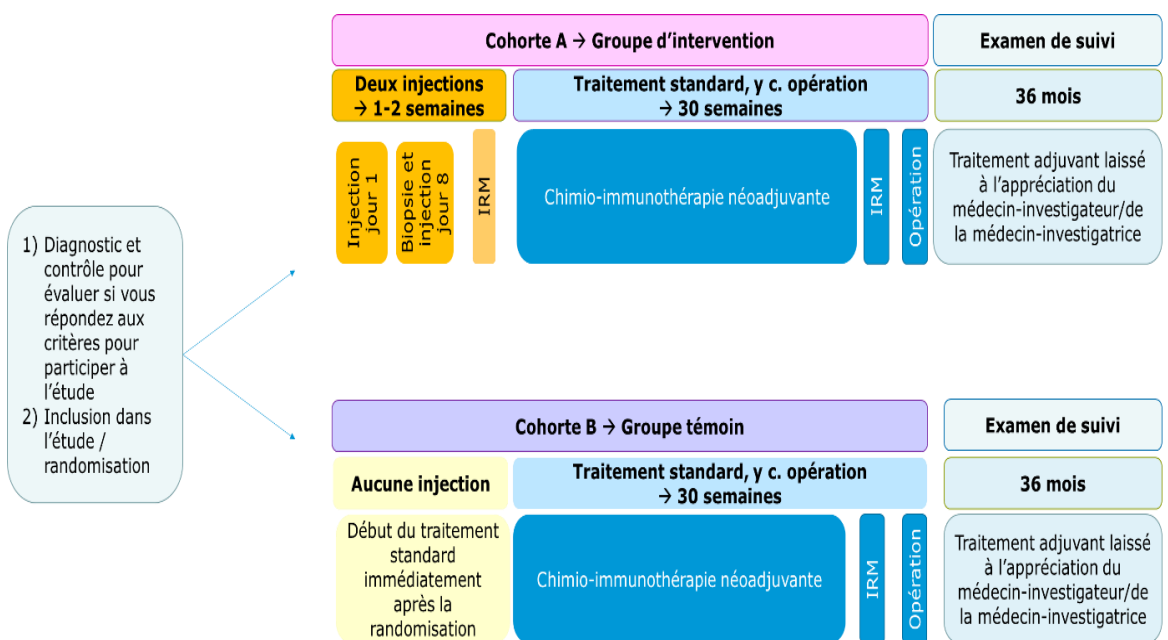 1) Diagnostic et
contrôle pour
évaluer si vous
répondez aux
critères pour
participer à
l’étude
2) Inclusion dans
l’étude /
randomisation
Cohorte A → Groupe d’intervention
Examen de suivi
Deux injections
→ 1-2 semaines
Traitement standard, y c. opération
→ 30 semaines
36 mois
Injection
jour 1
Biopsie et
injection
jour 8
IRM
Chimio-immunothérapie néoadjuvante
IRM
Opération
Traitement adjuvant laissé
à l’appréciation du
médecin-investigateur/de
la médecin-investigatrice
Cohorte B → Groupe témoin
Examen de suivi
Aucune injection
Traitement standard, y c. opération
→ 30 semaines
36 mois
Début du traitement
standard
immédiatement
après la
randomisation
Chimio-immunothérapie néoadjuvante
IRM
Opération
Traitement adjuvant laissé
à l’appréciation du
médecin-investigateur/de
la médecin-investigatrice